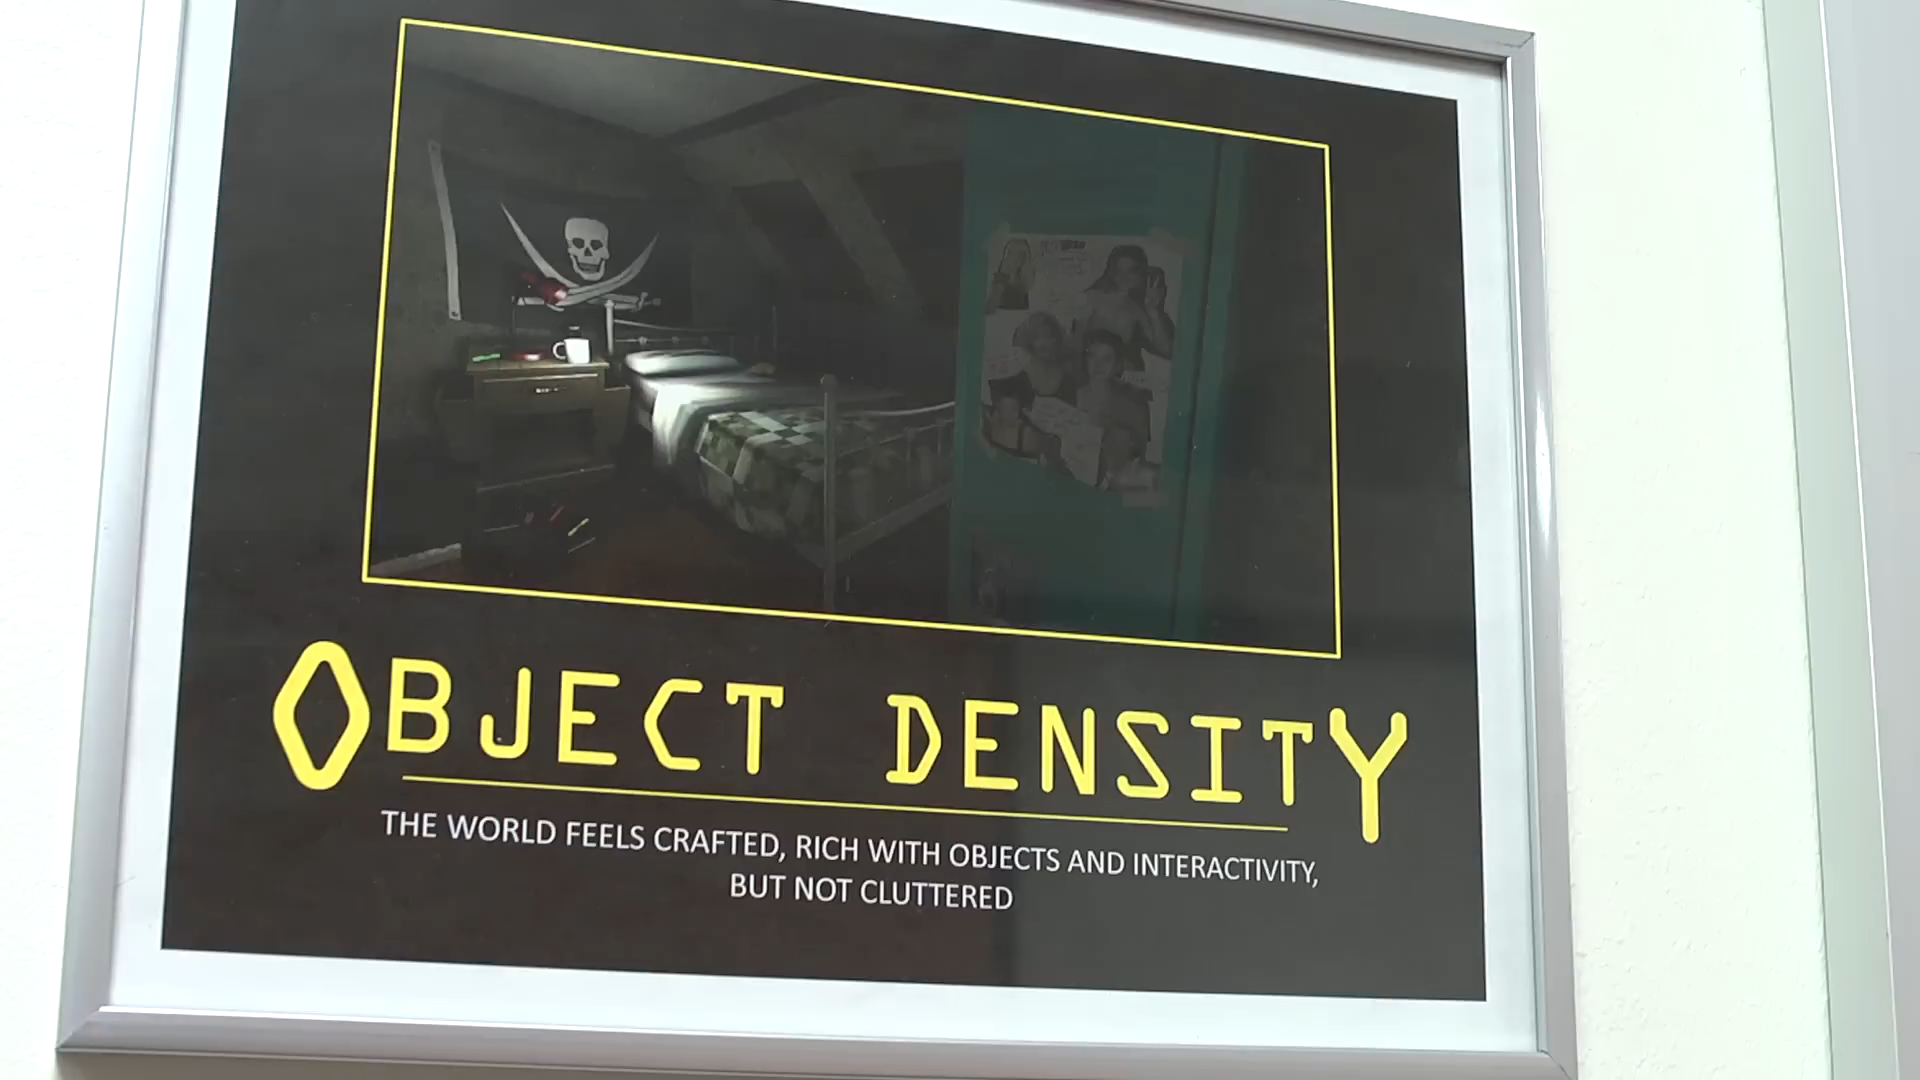 OBJECT DENSITY
THE WORLD FEELS CRAFTED, RICH WITH OBJECTS AND INTERACTIVITY,
BUT NOT CLUTTERED